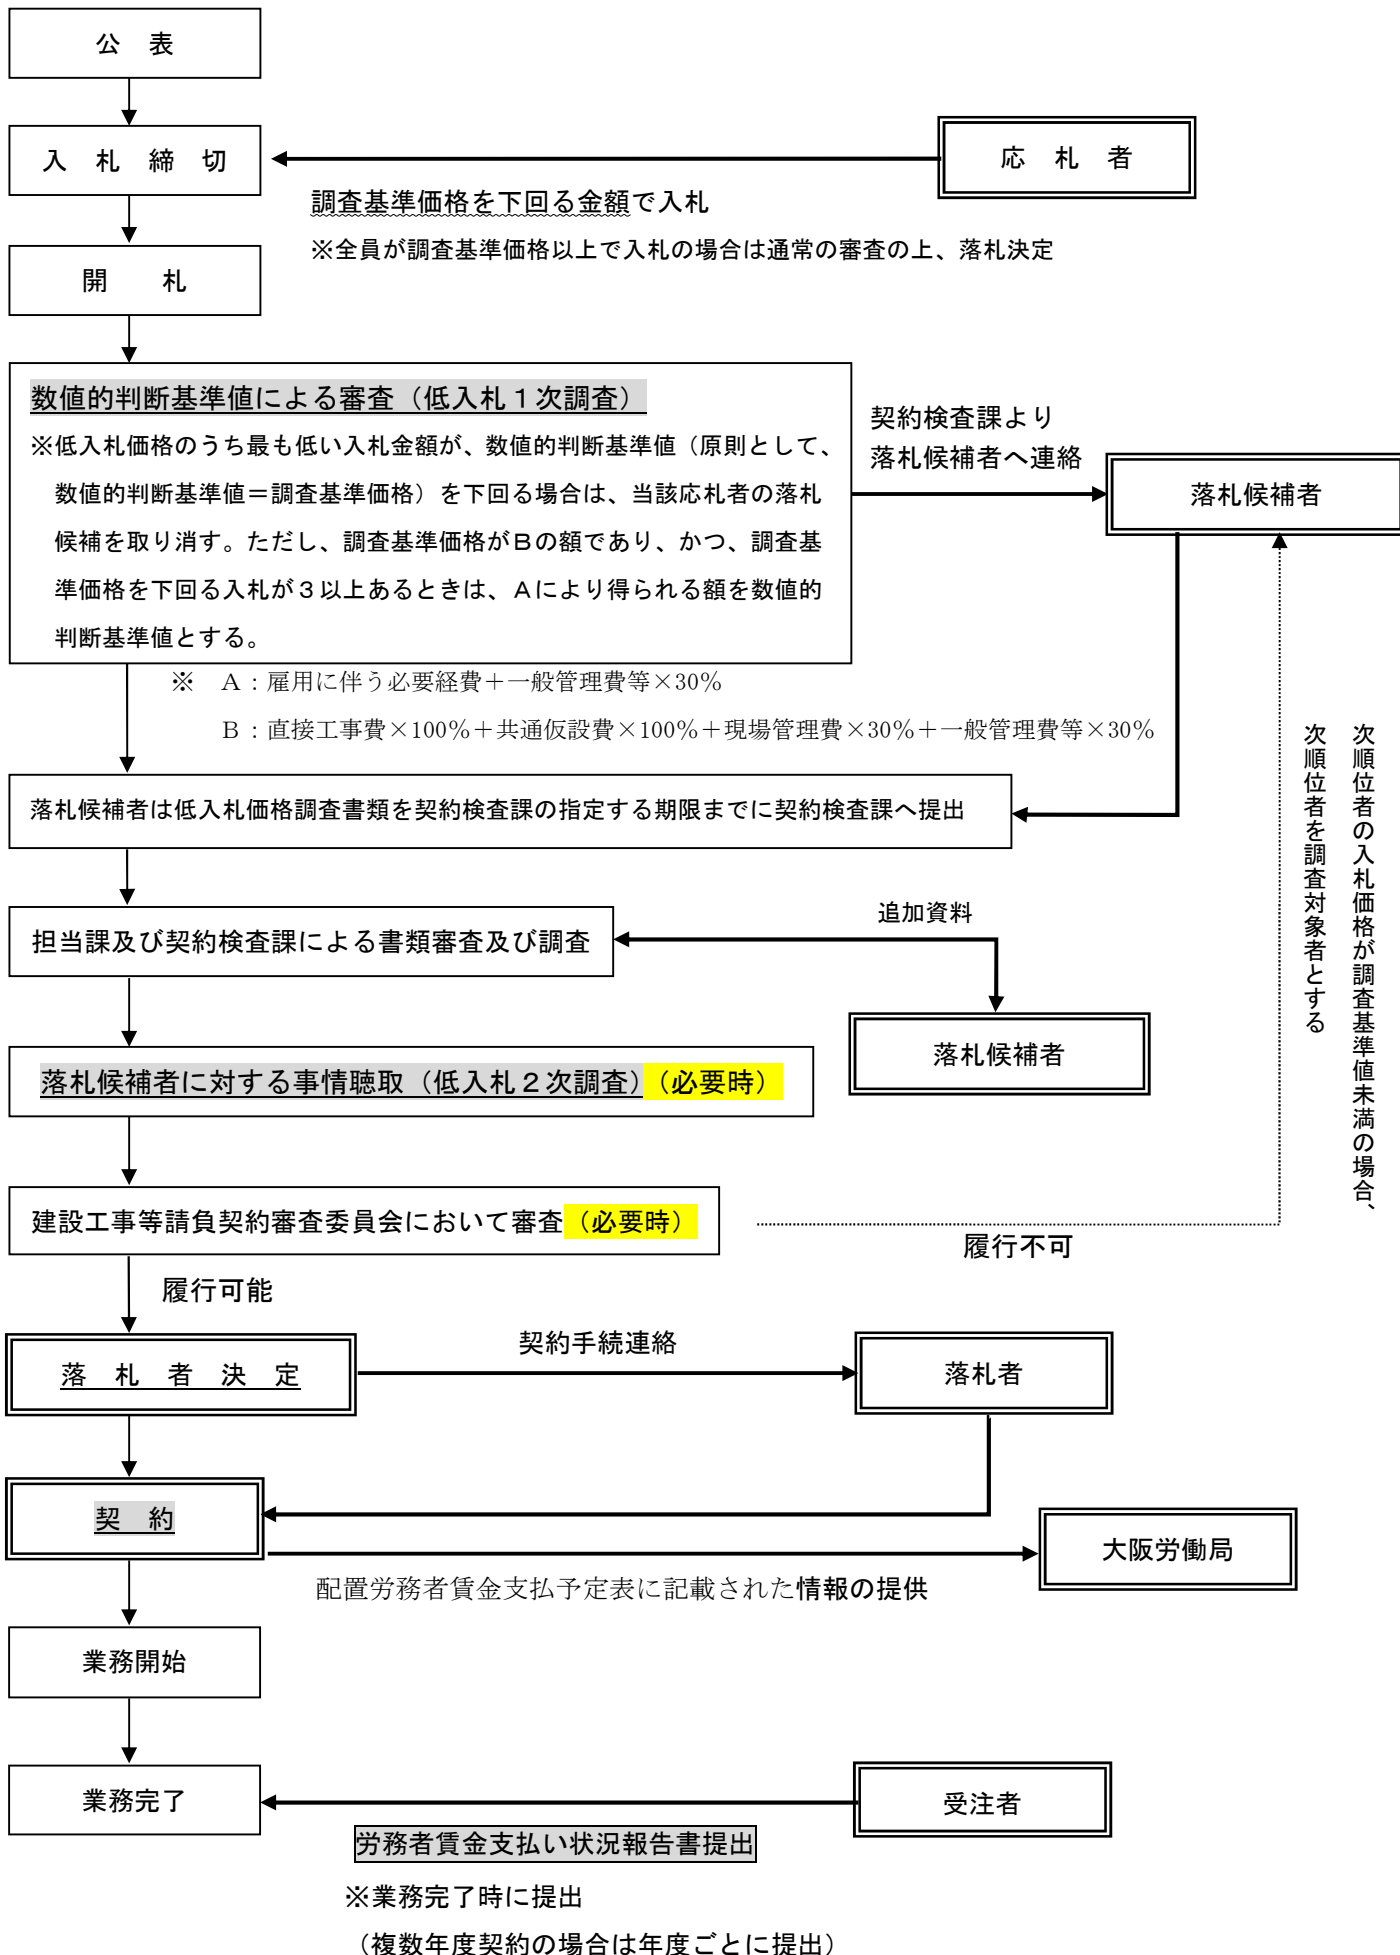 公　表
入　札　締　切
応　札　者
調査基準価格を下回る金額で入札
※全員が調査基準価格以上で入札の場合は通常の審査の上、落札決定
開　　札
数値的判断基準値による審査（低入札１次調査）
※低入札価格のうち最も低い入札金額が、数値的判断基準値（原則として、
数値的判断基準値＝調査基準価格）を下回る場合は、当該応札者の落札
候補を取り消す。ただし、調査基準価格がＢの額であり、かつ、調査基
準価格を下回る入札が３以上あるときは、Ａにより得られる額を数値的
判断基準値とする。
契約検査課より
落札候補者へ連絡
落札候補者
※　Ａ：雇用に伴う必要経費＋一般管理費等×30％
Ｂ：直接工事費×100％＋共通仮設費×100％＋現場管理費×30％＋一般管理費等×30％
次順位者の入札価格が調査基準値未満の場合、
次順位者を調査対象者とする
落札候補者は低入札価格調査書類を契約検査課の指定する期限までに契約検査課へ提出
担当課及び契約検査課による書類審査及び調査
追加資料
落札候補者
落札候補者に対する事情聴取（低入札２次調査）（必要時）
建設工事等請負契約審査委員会において審査（必要時）
履行不可
履行可能
落　札　者　決　定
契約手続連絡
落札者
契　約
大阪労働局
配置労務者賃金支払予定表に記載された情報の提供
業務開始
業務完了
受注者
労務者賃金支払い状況報告書提出
※業務完了時に提出
（複数年度契約の場合は年度ごとに提出）